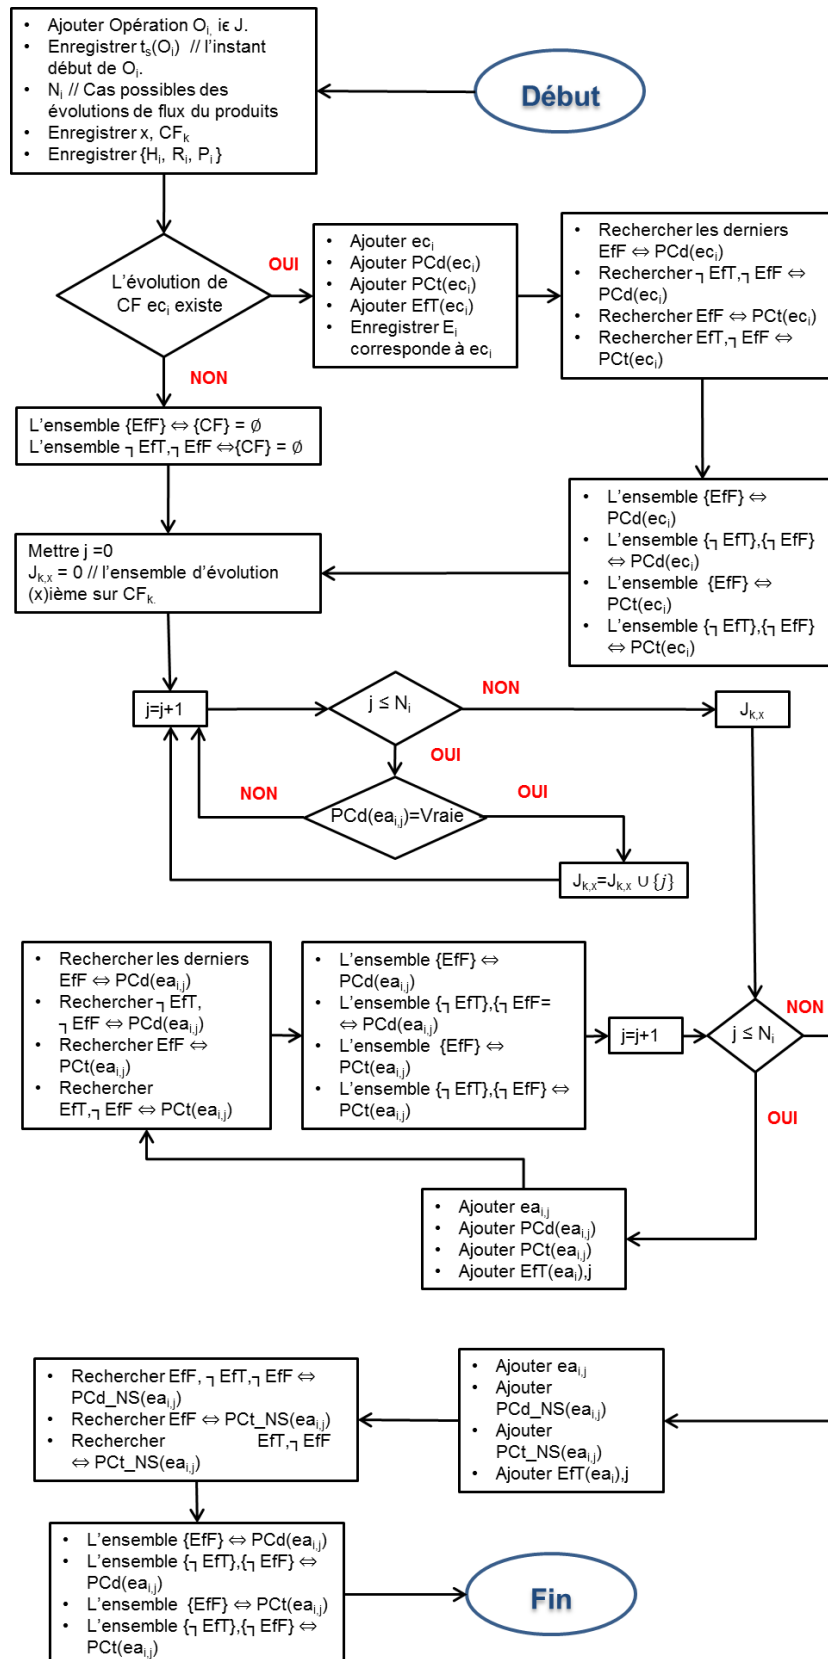 • Ajouter Opération Oi, iϵ J.
• Enregistrer ts(Oi) // l'instant
début de Oi.
• Ni // Cas possibles des
évolutions de flux du produits
• Enregistrer x, CFk
• Enregistrer {Hi, Ri, Pi }
Début
L'évolution de
CF eci existe
OUI
NON
• Ajouter eci
• Ajouter PCd(eci)
• Ajouter PCt(eci)
• Ajouter EfT(eci)
• Enregistrer Ei
corresponde à eci
• Rechercher les derniers
EfF ⇔ PCd(eci)
• Rechercher ┐EfT,┐EfF ⇔
PCd(eci)
• Rechercher EfF ⇔ PCt(eci)
• Rechercher EfT,┐EfF ⇔
PCt(eci)
L'ensemble {EfF} ⇔ {CF} = ∅
L'ensemble ┐EfT,┐EfF ⇔{CF} = ∅
• L'ensemble {EfF} ⇔
PCd(eci)
• L'ensemble {┐EfT},{┐EfF}
⇔ PCd(eci)
• L'ensemble {EfF} ⇔
PCt(eci)
• L'ensemble {┐EfT},{┐EfF}
⇔ PCt(eci)
Mettre j =0
Jk,x = 0 // l'ensemble d'évolution
(x)ième sur CFk.
j=j+1
j ≤ Ni
NON
Jk,x
OUI
NON
PCd(eai,j)=Vraie
OUI
Jk,x=Jk,x ∪ {j}
• Rechercher les derniers
EfF ⇔ PCd(eai,j)
• Rechercher ┐EfT,
┐EfF ⇔ PCd(eai,j)
• Rechercher EfF ⇔
PCt(eai,j)
• Rechercher
EfT,┐EfF ⇔ PCt(eai,j)
• L'ensemble {EfF} ⇔
PCd(eai,j)
• L'ensemble {┐EfT},{┐EfF=
⇔ PCd(eai,j)
• L'ensemble {EfF} ⇔
PCt(eai,j)
• L'ensemble {┐EfT},{┐EfF} ⇔
PCt(eai,j)
j=j+1
j ≤ Ni
NON
OUI
• Ajouter eai,j
• Ajouter PCd(eai,j)
• Ajouter PCt(eai,j)
• Ajouter EfT(eai),j
• Rechercher EfF, ┐EfT,┐EfF ⇔
PCd_NS(eai,j)
• Rechercher EfF ⇔ PCt_NS(eai,j)
• Rechercher EfT,┐EfF
⇔ PCt_NS(eai,j)
• Ajouter eai,j
• Ajouter
PCd_NS(eai,j)
• Ajouter
PCt_NS(eai,j)
• Ajouter EfT(eai),j
• L'ensemble {EfF} ⇔ PCd(eai,j)
• L'ensemble {┐EfT},{┐EfF} ⇔
PCd(eai,j)
• L'ensemble {EfF} ⇔ PCt(eai,j)
• L'ensemble {┐EfT},{┐EfF} ⇔
PCt(eai,j)
Fin